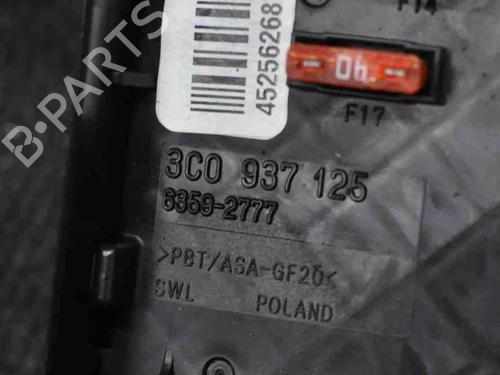 F14
45256268
40
F17
3C0 937 125
6359-2777
>PBT/ASA-GF20<
SWL POLAND
B-PARTS